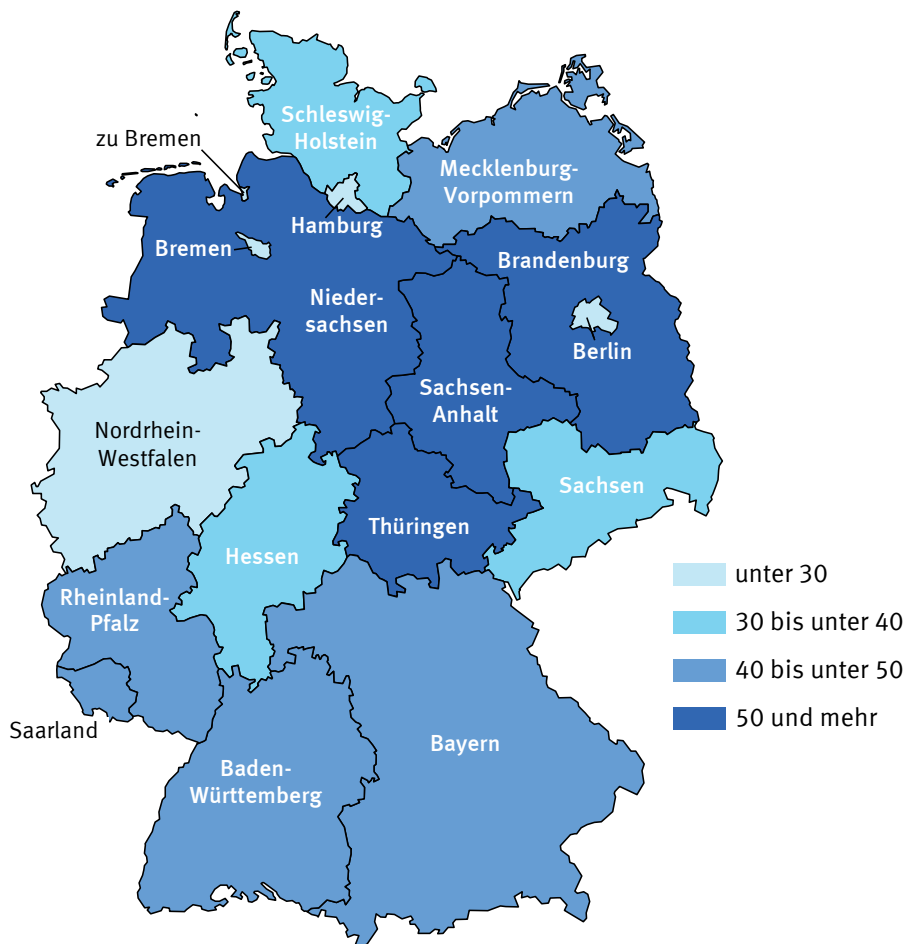 Schleswig-
Holstein
zu Bremen
Mecklenburg-
Vorpommern
Hamburg
Bremen
Brandenburg
Nieder-
sachsen
Berlin
Sachsen-
Anhalt
Nordrhein-
Westfalen
Sachsen
Thüringen
Hessen
Rheinland-
Pfalz
Saarland
Bayern
Baden-
Württemberg
unter 30
30 bis unter 40
40 bis unter 50
50 und mehr